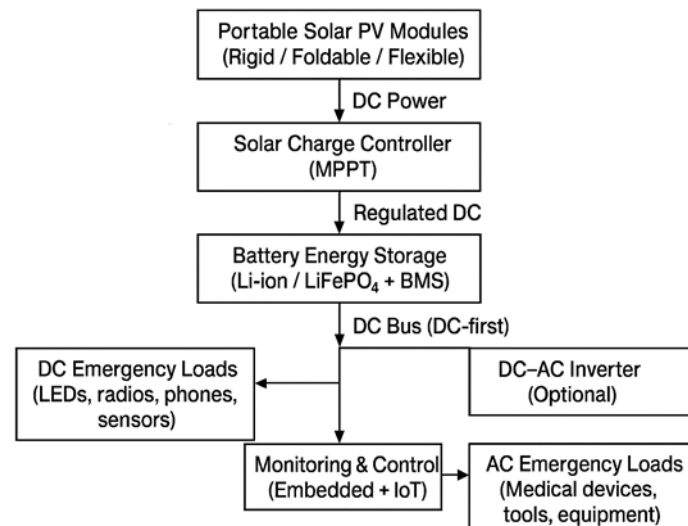 Portable Solar PV Modules
(Rigid / Foldable / Flexible)
DC Power
Solar Charge Controller
(MPPT)
Regulated DC
Battery Energy Storage
(Li-ion / LiFePO₄ + BMS)
DC Bus (DC-first)
DC Emergency Loads
(LEDs, radios, phones,
sensors)
DC–AC Inverter
(Optional)
Monitoring & Control
(Embedded + IoT)
AC Emergency Loads
(Medical devices,
tools, equipment)